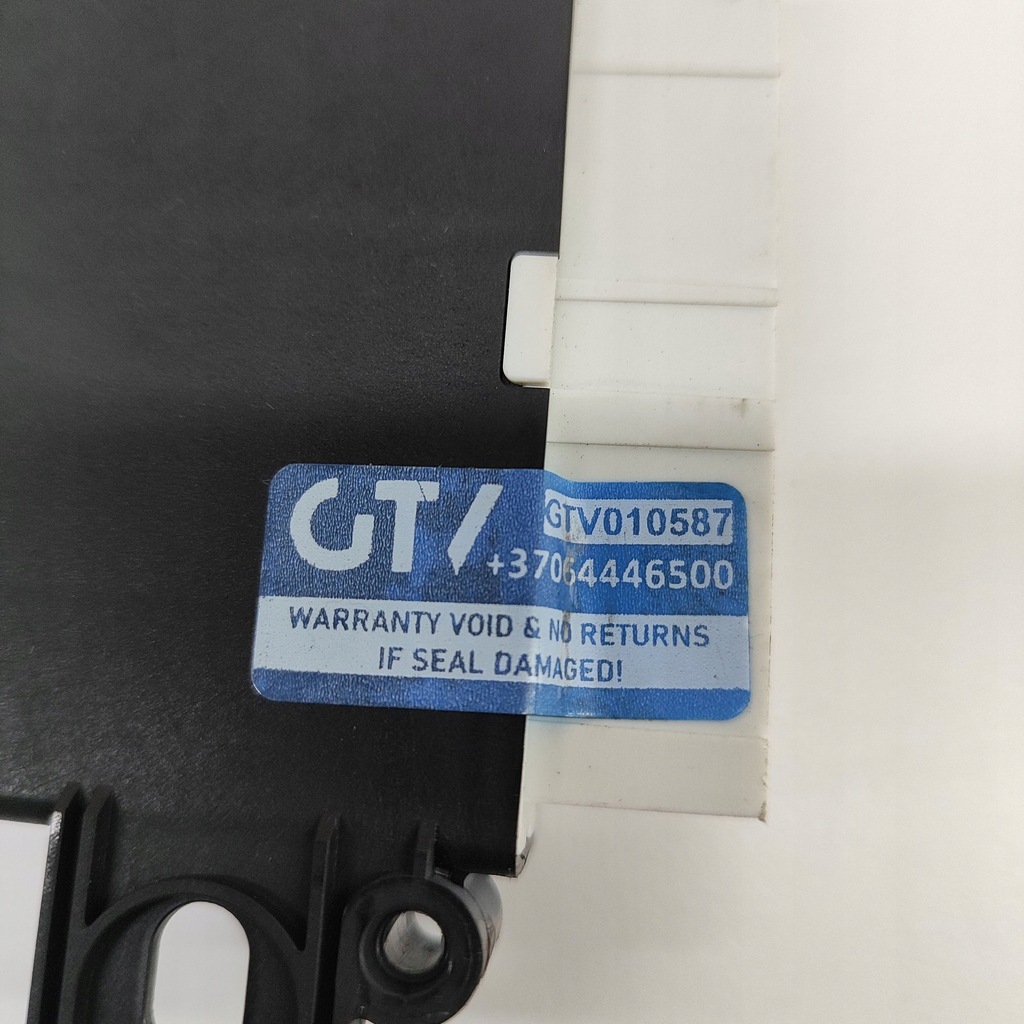 GTV
GTV010587
+37064446500
WARRANTY VOID & NO RETURNS
IF SEAL DAMAGED!